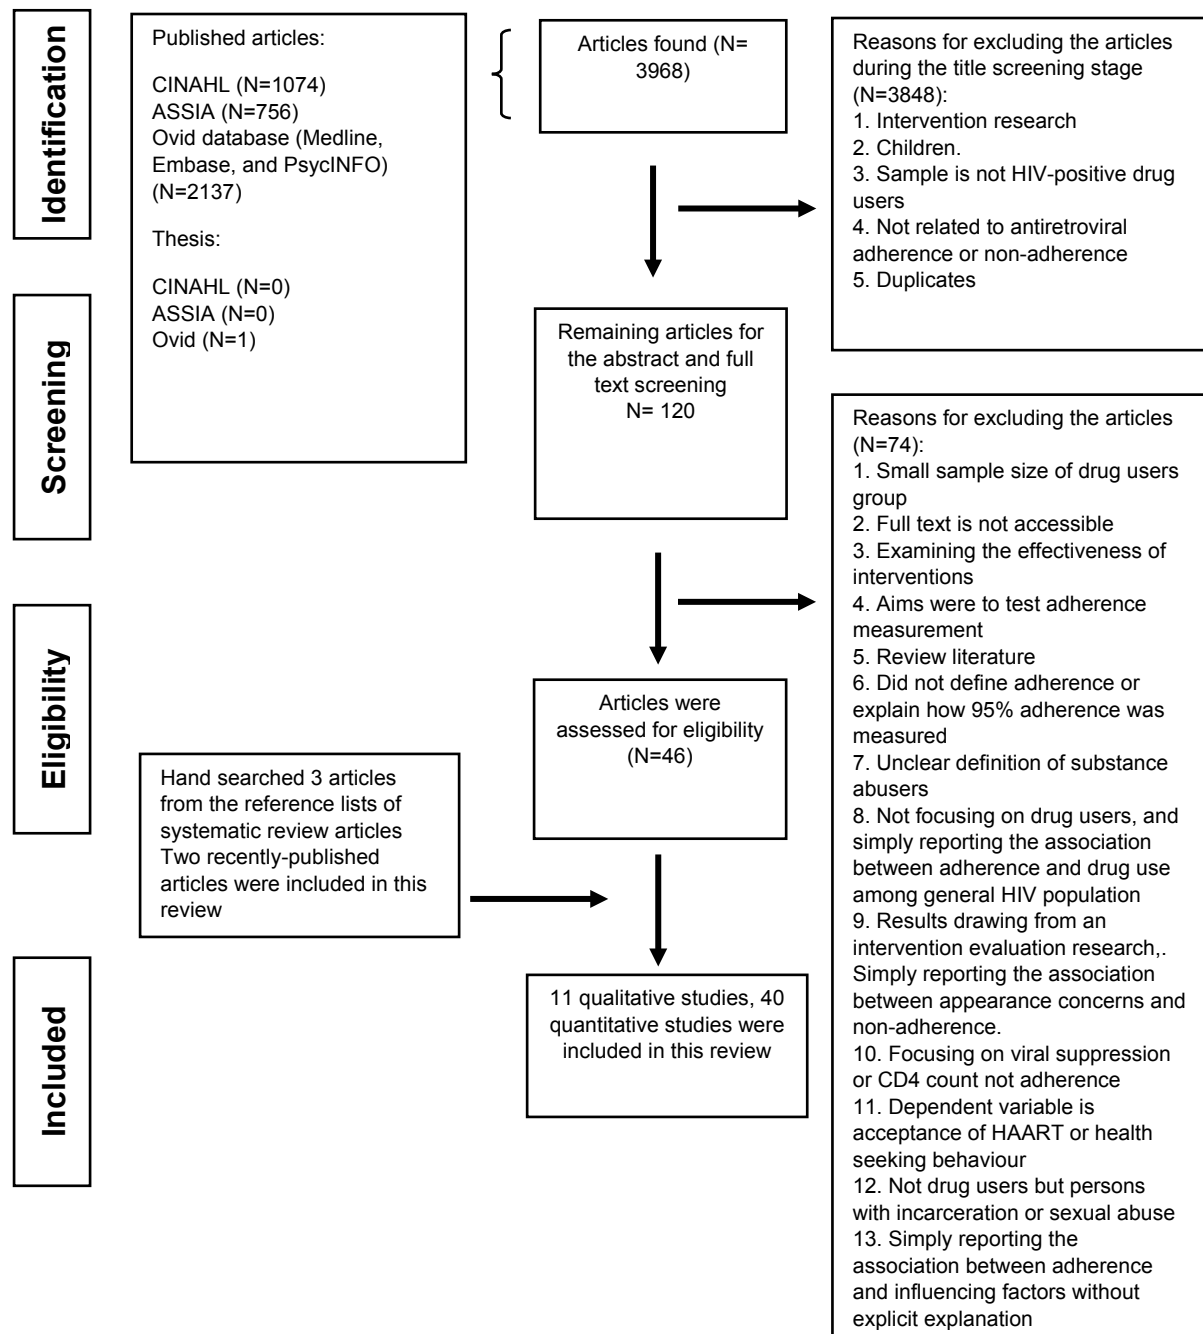 Identification
Published articles:
CINAHL (N=1074)
ASSIA (N=756)
Ovid database (Medline,
Embase, and PsycINFO)
(N=2137)
Thesis:
CINAHL (N=0)
ASSIA (N=0)
Ovid (N=1)
Articles found (N=
3968)
Reasons for excluding the articles
during the title screening stage
(N=3848):
1. Intervention research
2. Children.
3. Sample is not HIV-positive drug
users
4. Not related to antiretroviral
adherence or non-adherence
5. Duplicates
Screening
Remaining articles for
the abstract and full
text screening
N= 120
Reasons for excluding the articles
(N=74):
1. Small sample size of drug users
group
2. Full text is not accessible
3. Examining the effectiveness of
interventions
4. Aims were to test adherence
measurement
5. Review literature
6. Did not define adherence or
explain how 95% adherence was
measured
7. Unclear definition of substance
abusers
8. Not focusing on drug users, and
simply reporting the association
between adherence and drug use
among general HIV population
9. Results drawing from an
intervention evaluation research,.
Simply reporting the association
between appearance concerns and
non-adherence.
10. Focusing on viral suppression
or CD4 count not adherence
11. Dependent variable is
acceptance of HAART or health
seeking behaviour
12. Not drug users but persons
with incarceration or sexual abuse
13. Simply reporting the
association between adherence
and influencing factors without
explicit explanation
Eligibility
Articles were
assessed for eligibility
(N=46)
Hand searched 3 articles
from the reference lists of
systematic review articles
Two recently-published
articles were included in this
review
Included
11 qualitative studies, 40
quantitative studies were
included in this review